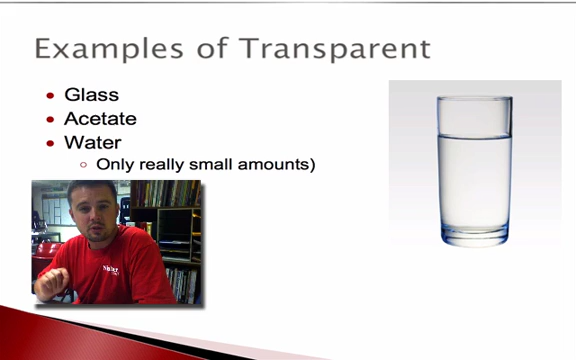 Examples of Transparent
Glass
Acetate
Water
Only really small amounts)